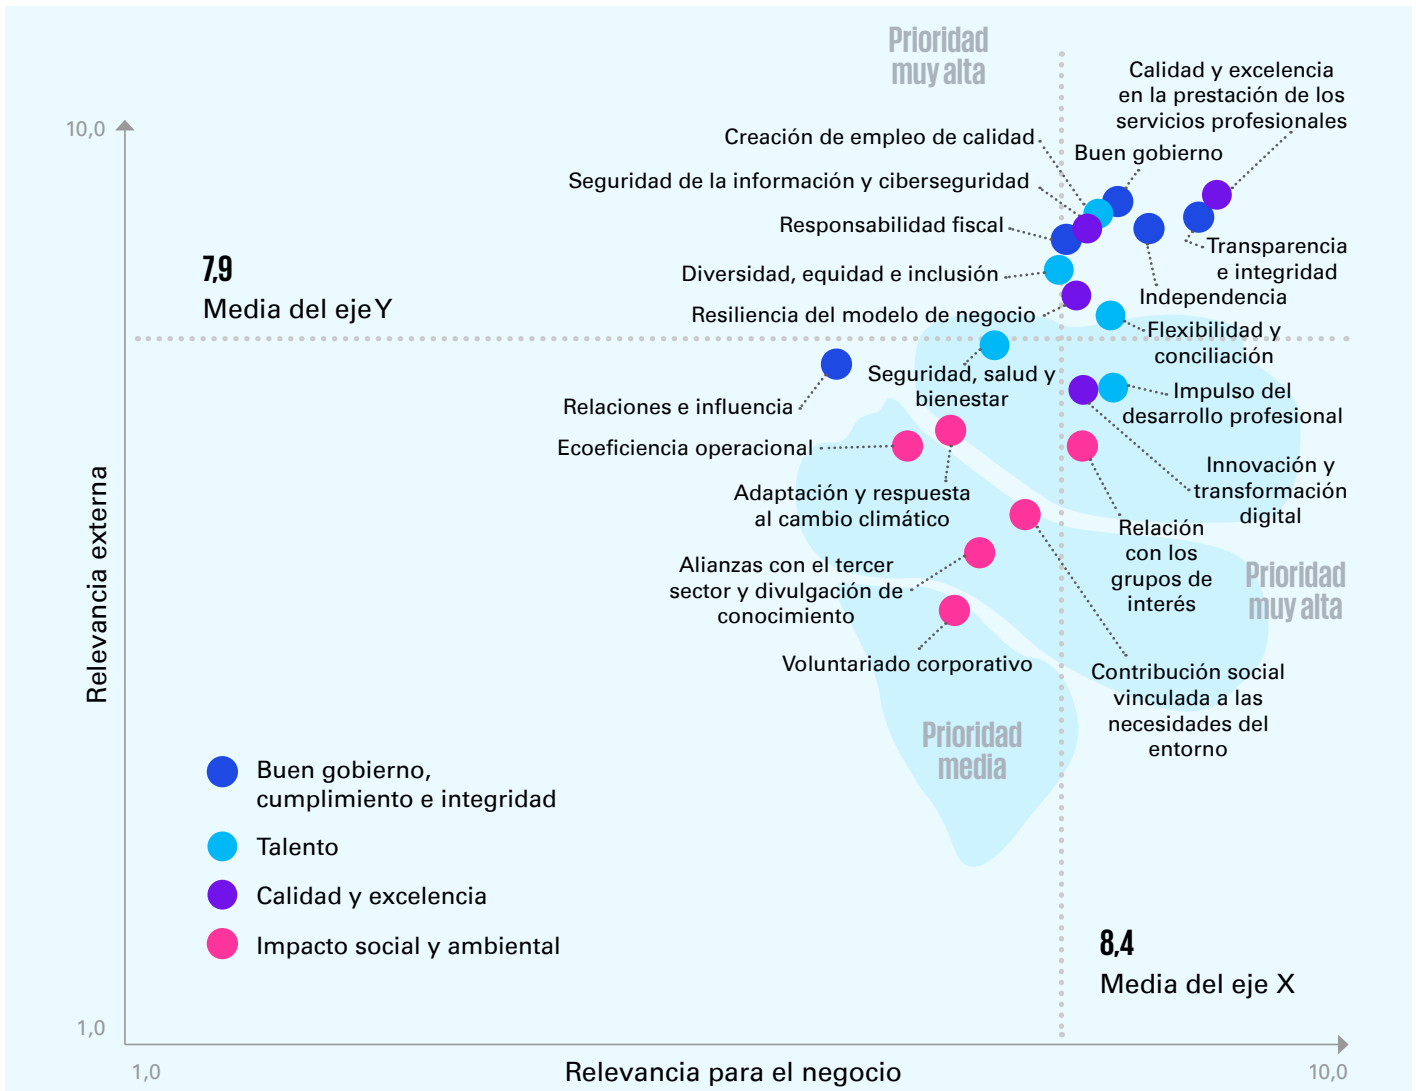 Prioridad
muy alta
Calidad y excelencia
en la prestación de los
servicios profesionales
10,0
Creación de empleo de calidad
Buen gobierno
Seguridad de la información y ciberseguridad
Responsabilidad fiscal
Transparencia
e integridad
7,9
Media del eje Y
Diversidad, equidad e inclusión
Independencia
Resiliencia del modelo de negocio
Flexibilidad y
conciliación
Seguridad, salud y
bienestar
Impulso del
desarrollo profesional
Relaciones e influencia
Ecoeficiencia operacional
Innovación y
transformación
digital
Adaptación y respuesta
al cambio climático
Relación
con los
grupos de
interés
Alianzas con el tercer
sector y divulgación de
conocimiento
Prioridad
muy alta
Relevancia externa
Voluntariado corporativo
Contribución social
vinculada a las
necesidades del
entorno
Prioridad
media
Buen gobierno,
cumplimiento e integridad
Talento
Calidad y excelencia
Impacto social y ambiental
8,4
Media del eje X
1,0
1,0
Relevancia para el negocio
10,0